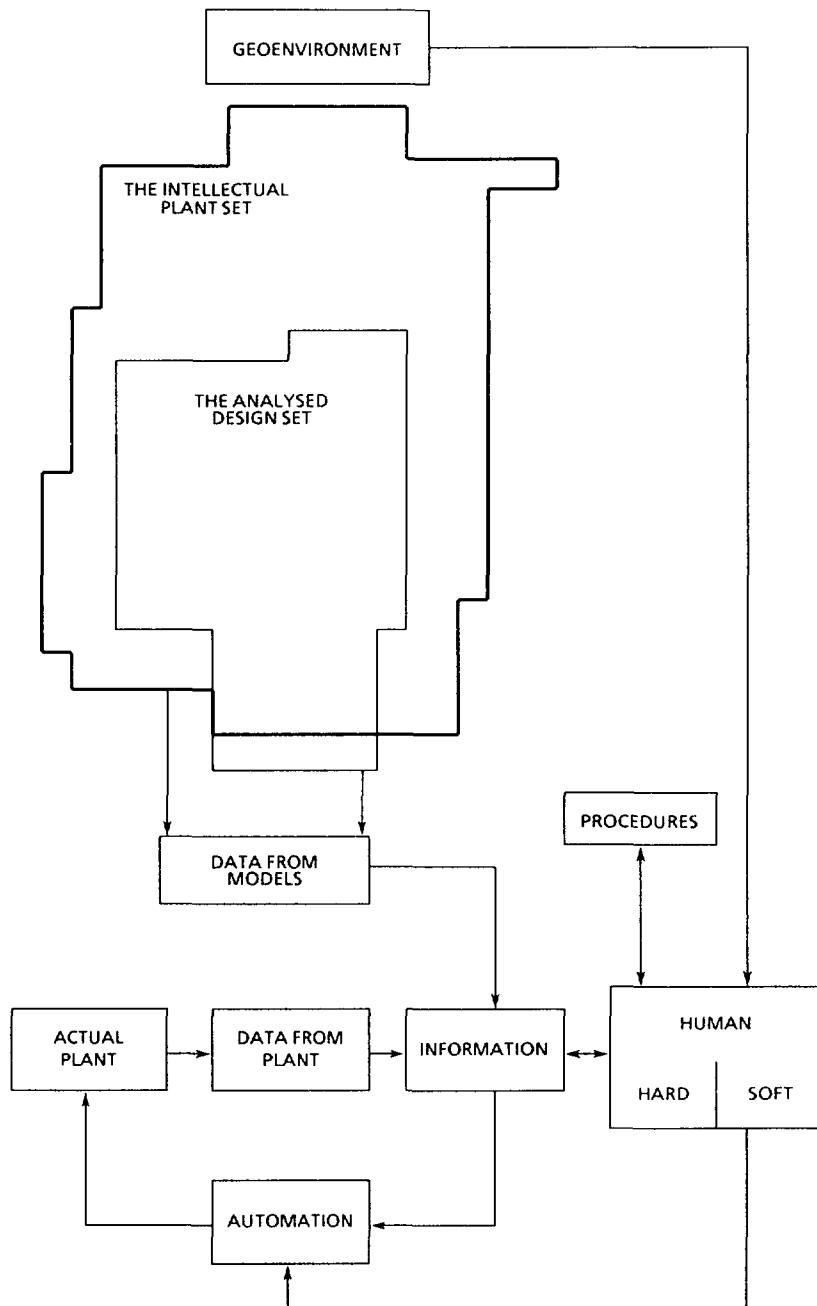 GEOENVIRONMENT
THE INTELLECTUAL
PLANT SET
THE ANALYSED
DESIGN SET
PROCEDURES
DATA FROM
MODELS
HUMAN
ACTUAL
PLANT
DATA FROM
PLANT
INFORMATION
HARD
SOFT
AUTOMATION